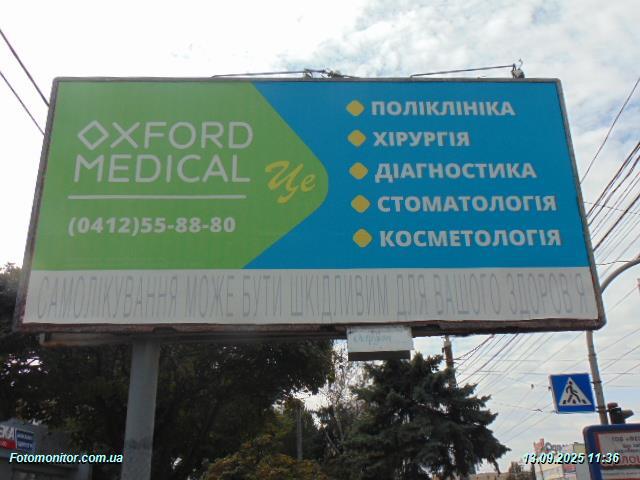 OXFORD
MEDICAL
(0412)55-88-80
Це
ПОЛІКЛІНІКА
ХІРУРГІЯ
ДІАГНОСТИКА
СТОМАТОЛОГІЯ
КОСМЕТОЛОГІЯ
САМОЛІКУВАННЯ МОЖЕ БУТИ ШКІДЛИВИМ ДЛЯ ВАШОГО ЗДОРОВ'Я
Fotomonitor.com.ua
13.09.2025 11:36